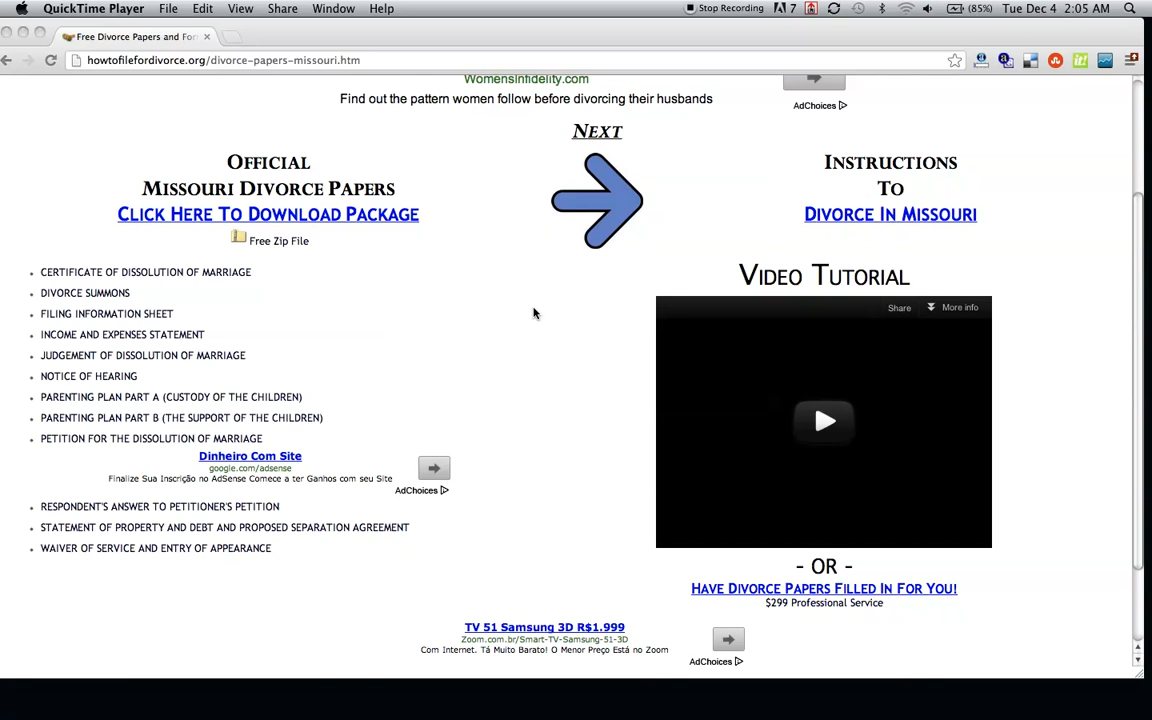 QuickTime Player File Edit View Share Window Help Stop Recording 7 (85%) Tue Dec 4 2:05 AM
Free Divorce Papers and For
howtofilefordivorce.org/divorce-papers-missouri.htm
WomensInfidelity.com
Find out the pattern women follow before divorcing their husbands
AdChoices
NEXT
OFFICIAL
MISSOURI DIVORCE PAPERS
CLICK HERE TO DOWNLOAD PACKAGE
Free Zip File
INSTRUCTIONS
TO
DIVORCE IN MISSOURI
CERTIFICATE OF DISSOLUTION OF MARRIAGE
DIVORCE SUMMONS
FILING INFORMATION SHEET
INCOME AND EXPENSES STATEMENT
JUDGEMENT OF DISSOLUTION OF MARRIAGE
NOTICE OF HEARING
PARENTING PLAN PART A (CUSTODY OF THE CHILDREN)
PARENTING PLAN PART B (THE SUPPORT OF THE CHILDREN)
PETITION FOR THE DISSOLUTION OF MARRIAGE
Dinheiro Com Site
google.com/adsense
Finalize Sua Inscrição no AdSense Comece a ter Ganhos com seu Site
AdChoices
RESPONDENT'S ANSWER TO PETITIONER'S PETITION
STATEMENT OF PROPERTY AND DEBT AND PROPOSED SEPARATION AGREEMENT
WAIVER OF SERVICE AND ENTRY OF APPEARANCE
VIDEO TUTORIAL
Share More info
- OR -
HAVE DIVORCE PAPERS FILLED IN FOR YOU!
$299 Professional Service
TV 51 Samsung 3D R$1.999
Zoom.com.br/Smart-TV-Samsung-51-3D
Com Internet. Tá Muito Barato! O Menor Preço Está no Zoom
AdChoices